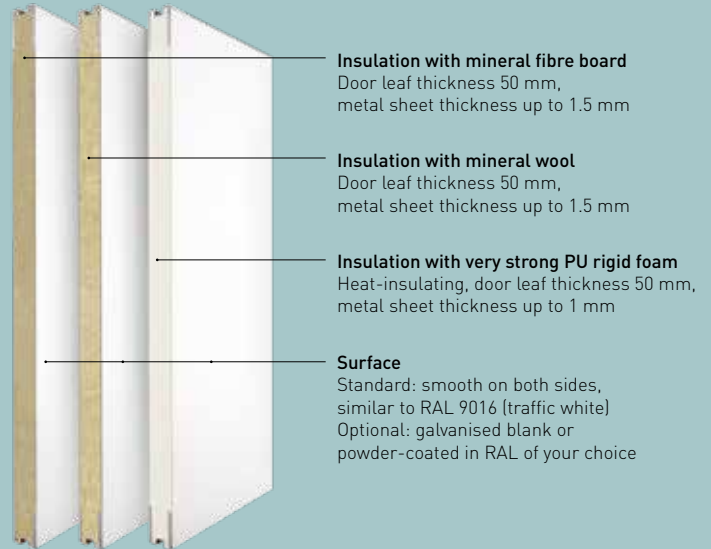 Insulation with mineral fibre board
Door leaf thickness 50 mm,
metal sheet thickness up to 1.5 mm
Insulation with mineral wool
Door leaf thickness 50 mm,
metal sheet thickness up to 1.5 mm
Insulation with very strong PU rigid foam
Heat-insulating, door leaf thickness 50 mm,
metal sheet thickness up to 1 mm
Surface
Standard: smooth on both sides,
similar to RAL 9016 (traffic white)
Optional: galvanised blank or
powder-coated in RAL of your choice